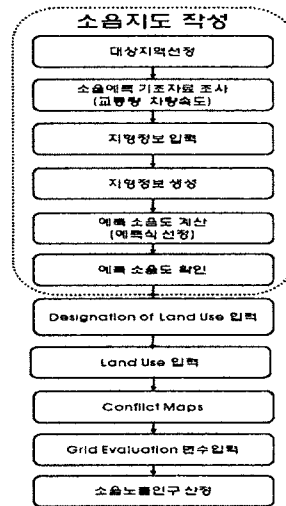 소음지도 작성
대상지역선정
소음예측 기초자료 조사
(교통량 차량속도)
지형정보 입력
지형정보 생성
예측 소음도 계산
(예측식 선정)
예측 소음도 확인
Designation of Land Use 입력
Land Use 입력
Conflict Maps
Grid Evaluation 변수입력
소음노출인구 산정